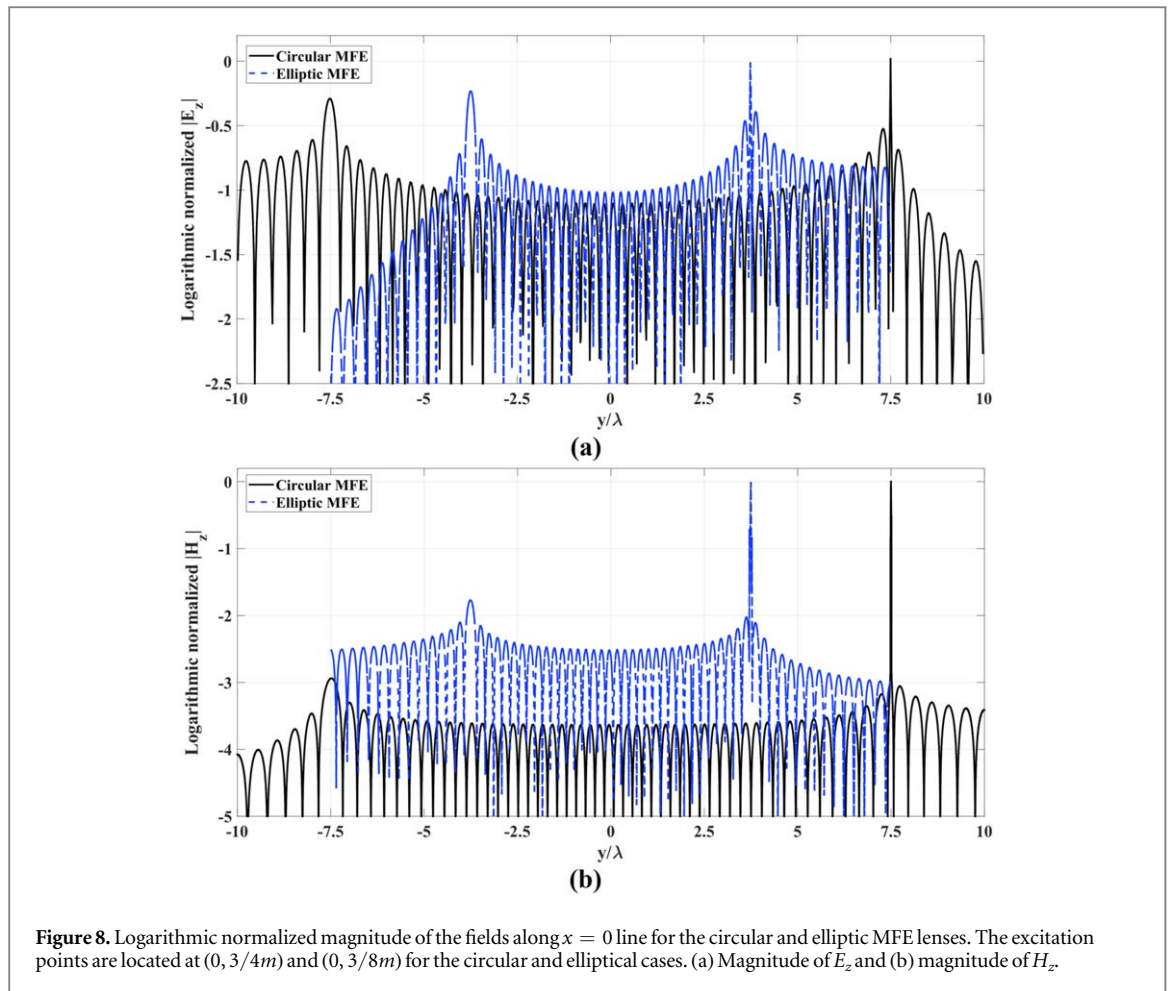 Circular MFE
Elliptic MFE
Logarithmic normalized |E_z|
0
-0.5
-1
-1.5
-2
-2.5
-10 -7.5 -5 -2.5 0 2.5 5 7.5 10
y/λ
(a)
Circular MFE
Elliptic MFE
Logarithmic normalized |H_z|
0
-1
-2
-3
-4
-5
-10 -7.5 -5 -2.5 0 2.5 5 7.5 10
y/λ
(b)
Figure 8. Logarithmic normalized magnitude of the fields along x = 0 line for the circular and elliptic MFE lenses. The excitation
points are located at (0, 3/4m) and (0, 3/8m) for the circular and elliptical cases. (a) Magnitude of E_z and (b) magnitude of H_z.